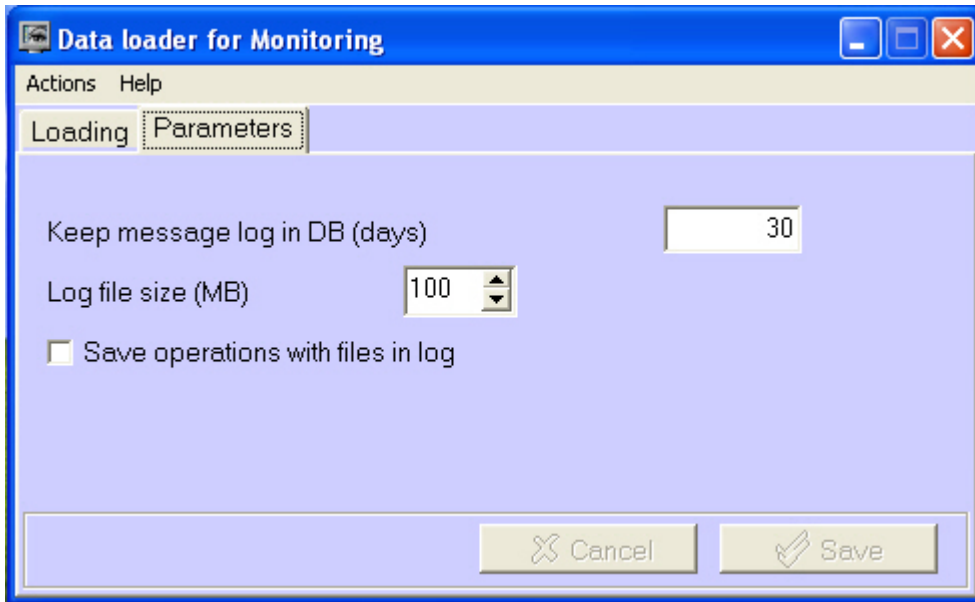 Data loader for Monitoring
Actions Help
Loading Parameters
Keep message log in DB (days) 30
Log file size (MB) 100
Save operations with files in log
Cancel Save